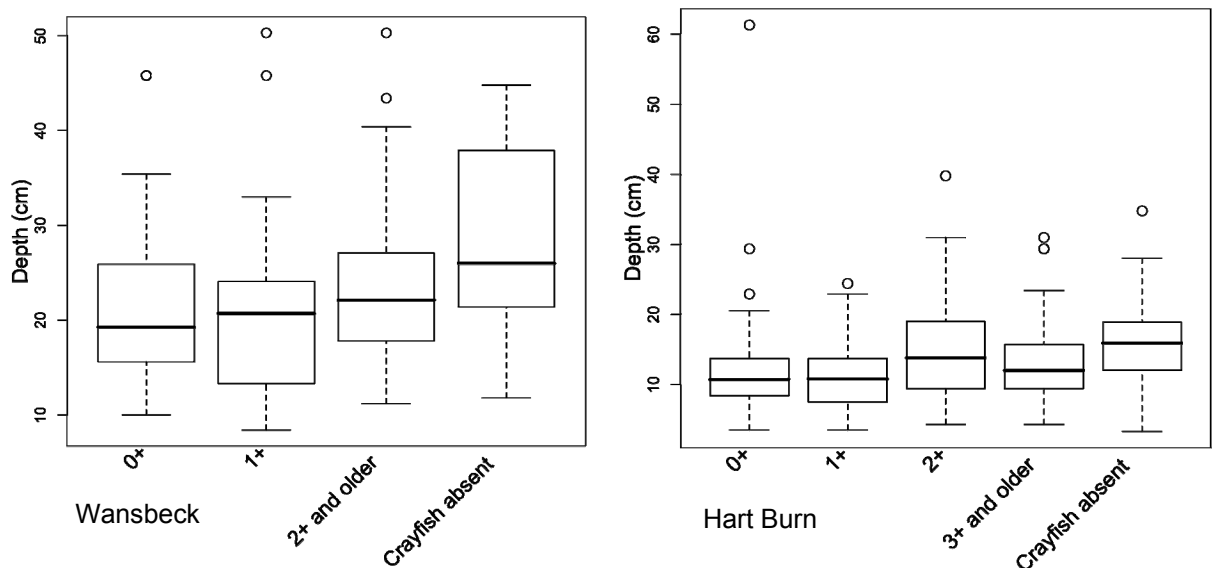 Depth (cm)
50
40
30
20
10
0+
1+
2+ and older
Crayfish absent
Wansbeck
Depth (cm)
60
50
40
30
20
10
0+
1+
2+
3+ and older
Crayfish absent
Hart Burn